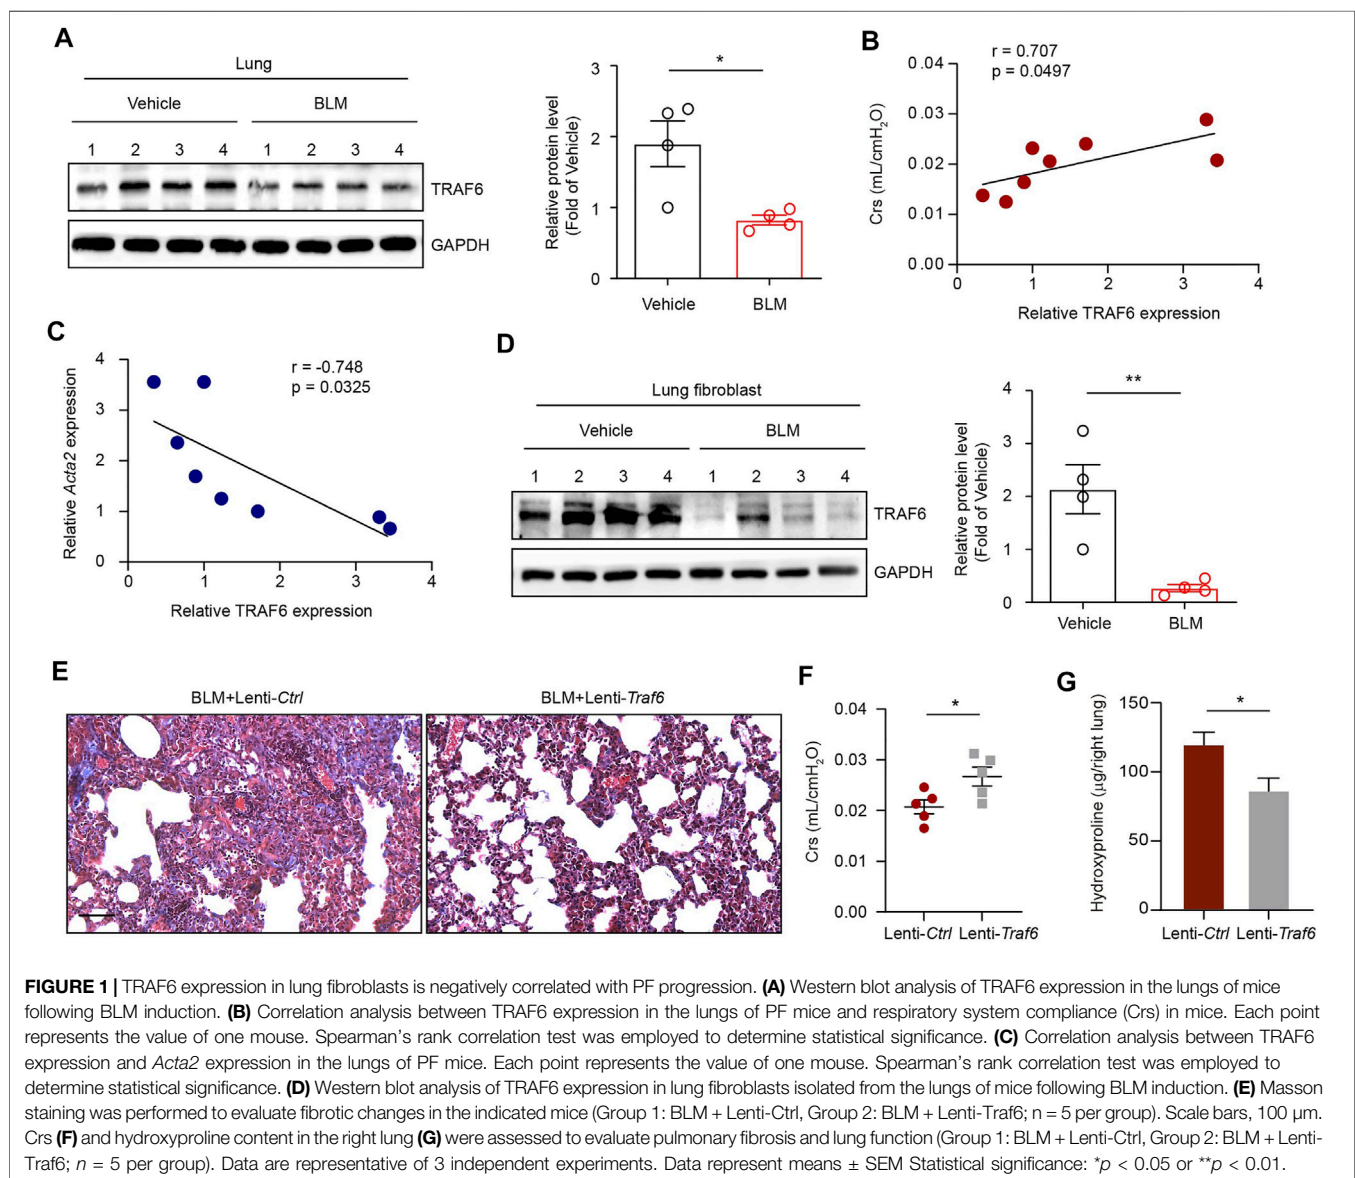 A
Lung
Vehicle BLM
1 2 3 4 1 2 3 4
TRAF6
GAPDH
Relative protein level
(Fold of Vehicle)
3
2
1
0
*
Vehicle BLM
B
r = 0.707
p = 0.0497
Crs (mL/cmH2O)
0.04
0.03
0.02
0.01
0.00
0 1 2 3 4
Relative TRAF6 expression
C
r = -0.748
p = 0.0325
Relative Acta2 expression
4
3
2
1
0
0 1 2 3 4
Relative TRAF6 expression
D
Lung fibroblast
Vehicle BLM
1 2 3 4 1 2 3 4
TRAF6
GAPDH
Relative protein level
(Fold of Vehicle)
4
3
2
1
0
**
Vehicle BLM
E
BLM+Lenti-Ctrl BLM+Lenti-Traf6
F
Crs (mL/cmH2O)
0.04
0.03
0.02
0.01
0.00
*
Lenti-Ctrl Lenti-Traf6
G
Hydroxyproline (µg/right lung)
150
100
50
0
*
Lenti-Ctrl Lenti-Traf6
FIGURE 1 | TRAF6 expression in lung fibroblasts is negatively correlated with PF progression. (A) Western blot analysis of TRAF6 expression in the lungs of mice
following BLM induction. (B) Correlation analysis between TRAF6 expression in the lungs of PF mice and respiratory system compliance (Crs) in mice. Each point
represents the value of one mouse. Spearman's rank correlation test was employed to determine statistical significance. (C) Correlation analysis between TRAF6
expression and Acta2 expression in the lungs of PF mice. Each point represents the value of one mouse. Spearman's rank correlation test was employed to
determine statistical significance. (D) Western blot analysis of TRAF6 expression in lung fibroblasts isolated from the lungs of mice following BLM induction. (E) Masson
staining was performed to evaluate fibrotic changes in the indicated mice (Group 1: BLM + Lenti-Ctrl, Group 2: BLM + Lenti-Traf6; n = 5 per group). Scale bars, 100 µm.
Crs (F) and hydroxyproline content in the right lung (G) were assessed to evaluate pulmonary fibrosis and lung function (Group 1: BLM + Lenti-Ctrl, Group 2: BLM + Lenti-
Traf6; n = 5 per group). Data are representative of 3 independent experiments. Data represent means ± SEM Statistical significance: *p < 0.05 or **p < 0.01.